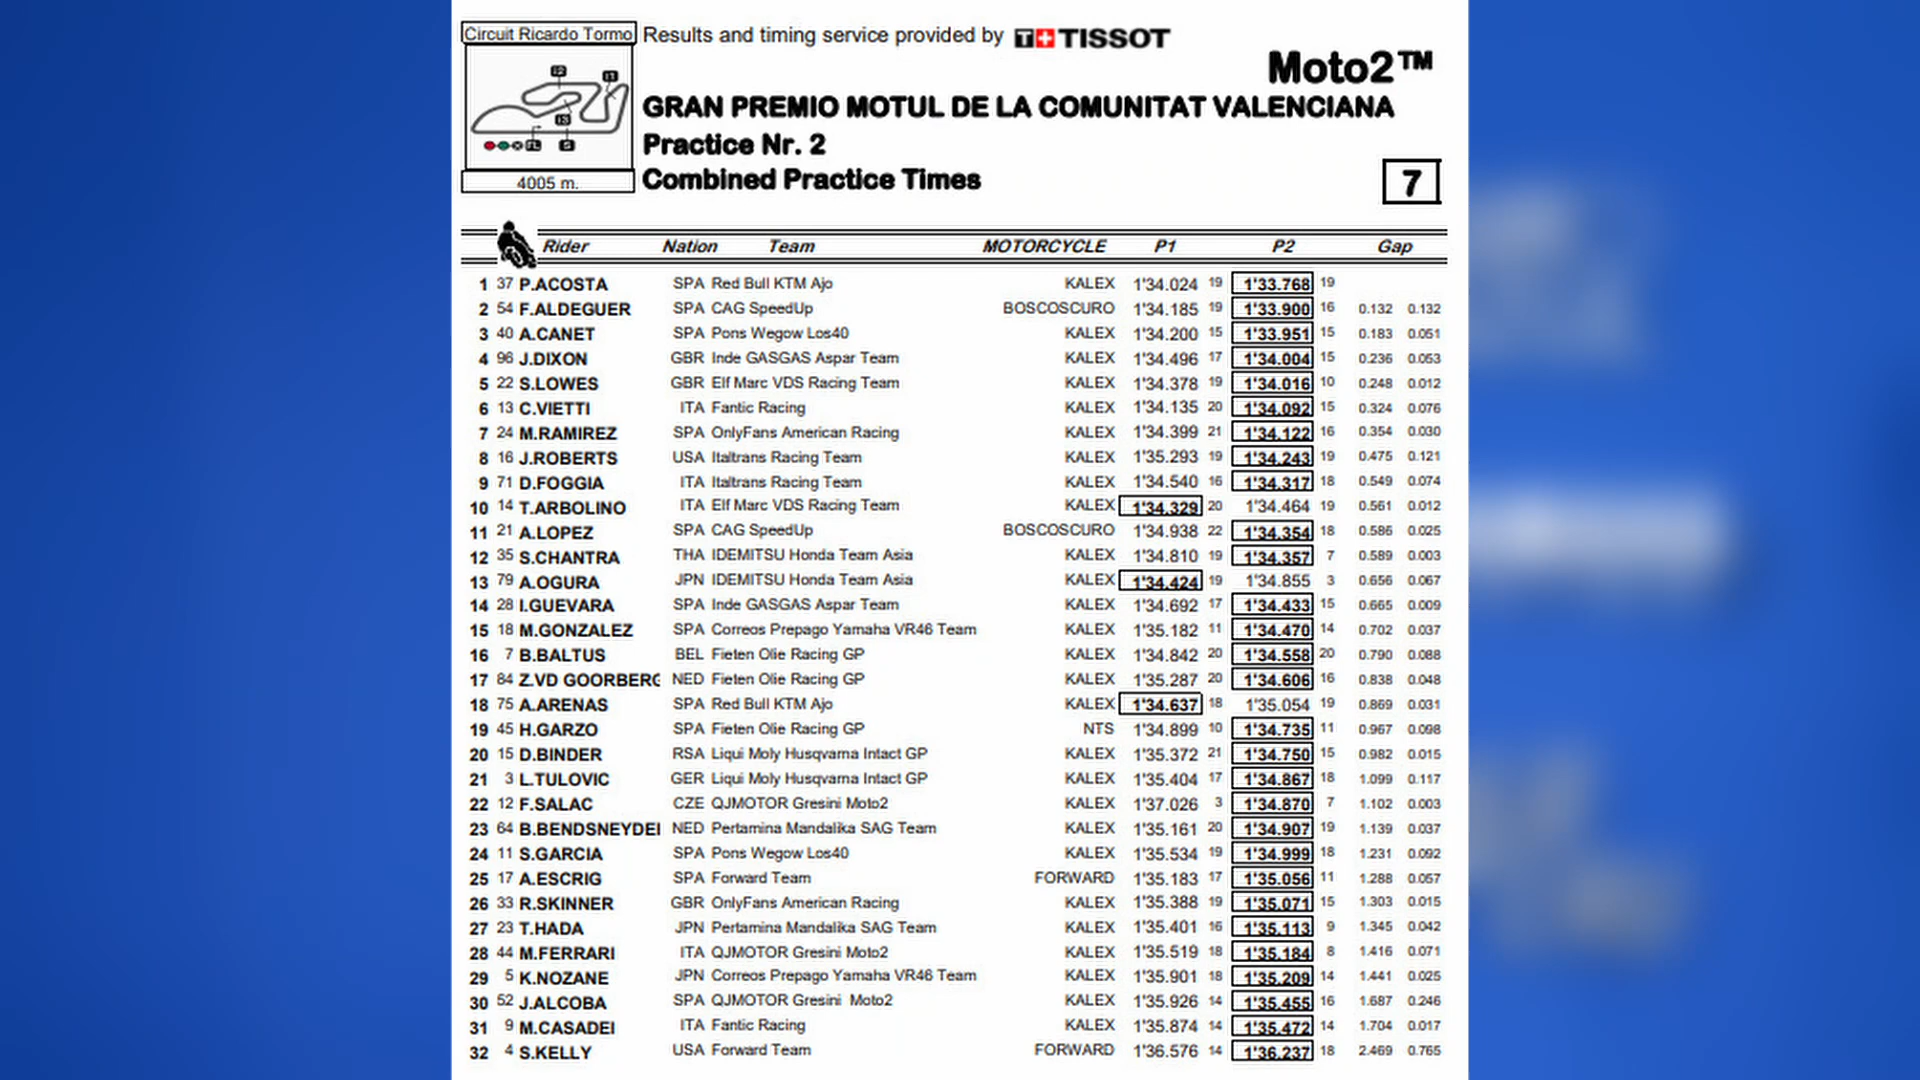 Circuit Ricardo Tormo Results and timing service provided by T+TISSOT
Moto2™
GRAN PREMIO MOTUL DE LA COMUNITAT VALENCIANA
Practice Nr. 2
Combined Practice Times 7
I2 I1 I3 FL S
4005 m.
Rider Nation Team MOTORCYCLE P1 P2 Gap
1 37 P.ACOSTA SPA Red Bull KTM Ajo KALEX 1'34.024 19 1'33.768 19
2 54 F.ALDEGUER SPA CAG SpeedUp BOSCOSCURO 1'34.185 19 1'33.900 16 0.132 0.132
3 40 A.CANET SPA Pons Wegow Los40 KALEX 1'34.200 15 1'33.951 15 0.183 0.051
4 96 J.DIXON GBR Inde GASGAS Aspar Team KALEX 1'34.496 17 1'34.004 15 0.236 0.053
5 22 S.LOWES GBR Elf Marc VDS Racing Team KALEX 1'34.378 19 1'34.016 10 0.248 0.012
6 13 C.VIETTI ITA Fantic Racing KALEX 1'34.135 20 1'34.092 15 0.324 0.076
7 24 M.RAMIREZ SPA OnlyFans American Racing KALEX 1'34.399 21 1'34.122 16 0.354 0.030
8 16 J.ROBERTS USA Italtrans Racing Team KALEX 1'35.293 19 1'34.243 19 0.475 0.121
9 71 D.FOGGIA ITA Italtrans Racing Team KALEX 1'34.540 16 1'34.317 18 0.549 0.074
10 14 T.ARBOLINO ITA Elf Marc VDS Racing Team KALEX 1'34.329 20 1'34.464 19 0.561 0.012
11 21 A.LOPEZ SPA CAG SpeedUp BOSCOSCURO 1'34.938 22 1'34.354 18 0.586 0.025
12 35 S.CHANTRA THA IDEMITSU Honda Team Asia KALEX 1'34.810 19 1'34.357 7 0.589 0.003
13 79 A.OGURA JPN IDEMITSU Honda Team Asia KALEX 1'34.424 19 1'34.855 3 0.656 0.067
14 28 I.GUEVARA SPA Inde GASGAS Aspar Team KALEX 1'34.692 17 1'34.433 15 0.665 0.009
15 18 M.GONZALEZ SPA Correos Prepago Yamaha VR46 Team KALEX 1'35.182 11 1'34.470 14 0.702 0.037
16 7 B.BALTUS BEL Fieten Olie Racing GP KALEX 1'34.842 20 1'34.558 20 0.790 0.088
17 84 Z.VD GOORBERG NED Fieten Olie Racing GP KALEX 1'35.287 20 1'34.606 16 0.838 0.048
18 75 A.ARENAS SPA Red Bull KTM Ajo KALEX 1'34.637 18 1'35.054 19 0.869 0.031
19 45 H.GARZO SPA Fieten Olie Racing GP NTS 1'34.899 10 1'34.735 11 0.967 0.098
20 15 D.BINDER RSA Liqui Moly Husqvarna Intact GP KALEX 1'35.372 21 1'34.750 15 0.982 0.015
21 3 L.TULOVIC GER Liqui Moly Husqvarna Intact GP KALEX 1'35.404 17 1'34.867 18 1.099 0.117
22 12 F.SALAC CZE QJMOTOR Gresini Moto2 KALEX 1'37.026 3 1'34.870 7 1.102 0.003
23 64 B.BENDSNEYDE NED Pertamina Mandalika SAG Team KALEX 1'35.161 20 1'34.907 19 1.139 0.037
24 11 S.GARCIA SPA Pons Wegow Los40 KALEX 1'35.534 19 1'34.999 18 1.231 0.092
25 17 A.ESCRIG SPA Forward Team FORWARD 1'35.183 17 1'35.056 11 1.288 0.057
26 33 R.SKINNER GBR OnlyFans American Racing KALEX 1'35.388 19 1'35.071 15 1.303 0.015
27 23 T.HADA JPN Pertamina Mandalika SAG Team KALEX 1'35.401 16 1'35.113 9 1.345 0.042
28 44 M.FERRARI ITA QJMOTOR Gresini Moto2 KALEX 1'35.519 18 1'35.184 8 1.416 0.071
29 5 K.NOZANE JPN Correos Prepago Yamaha VR46 Team KALEX 1'35.901 18 1'35.209 14 1.441 0.025
30 52 J.ALCOBA SPA QJMOTOR Gresini Moto2 KALEX 1'35.926 14 1'35.455 16 1.687 0.246
31 9 M.CASADEI ITA Fantic Racing KALEX 1'35.874 14 1'35.472 14 1.704 0.017
32 4 S.KELLY USA Forward Team FORWARD 1'36.576 14 1'36.237 18 2.469 0.765